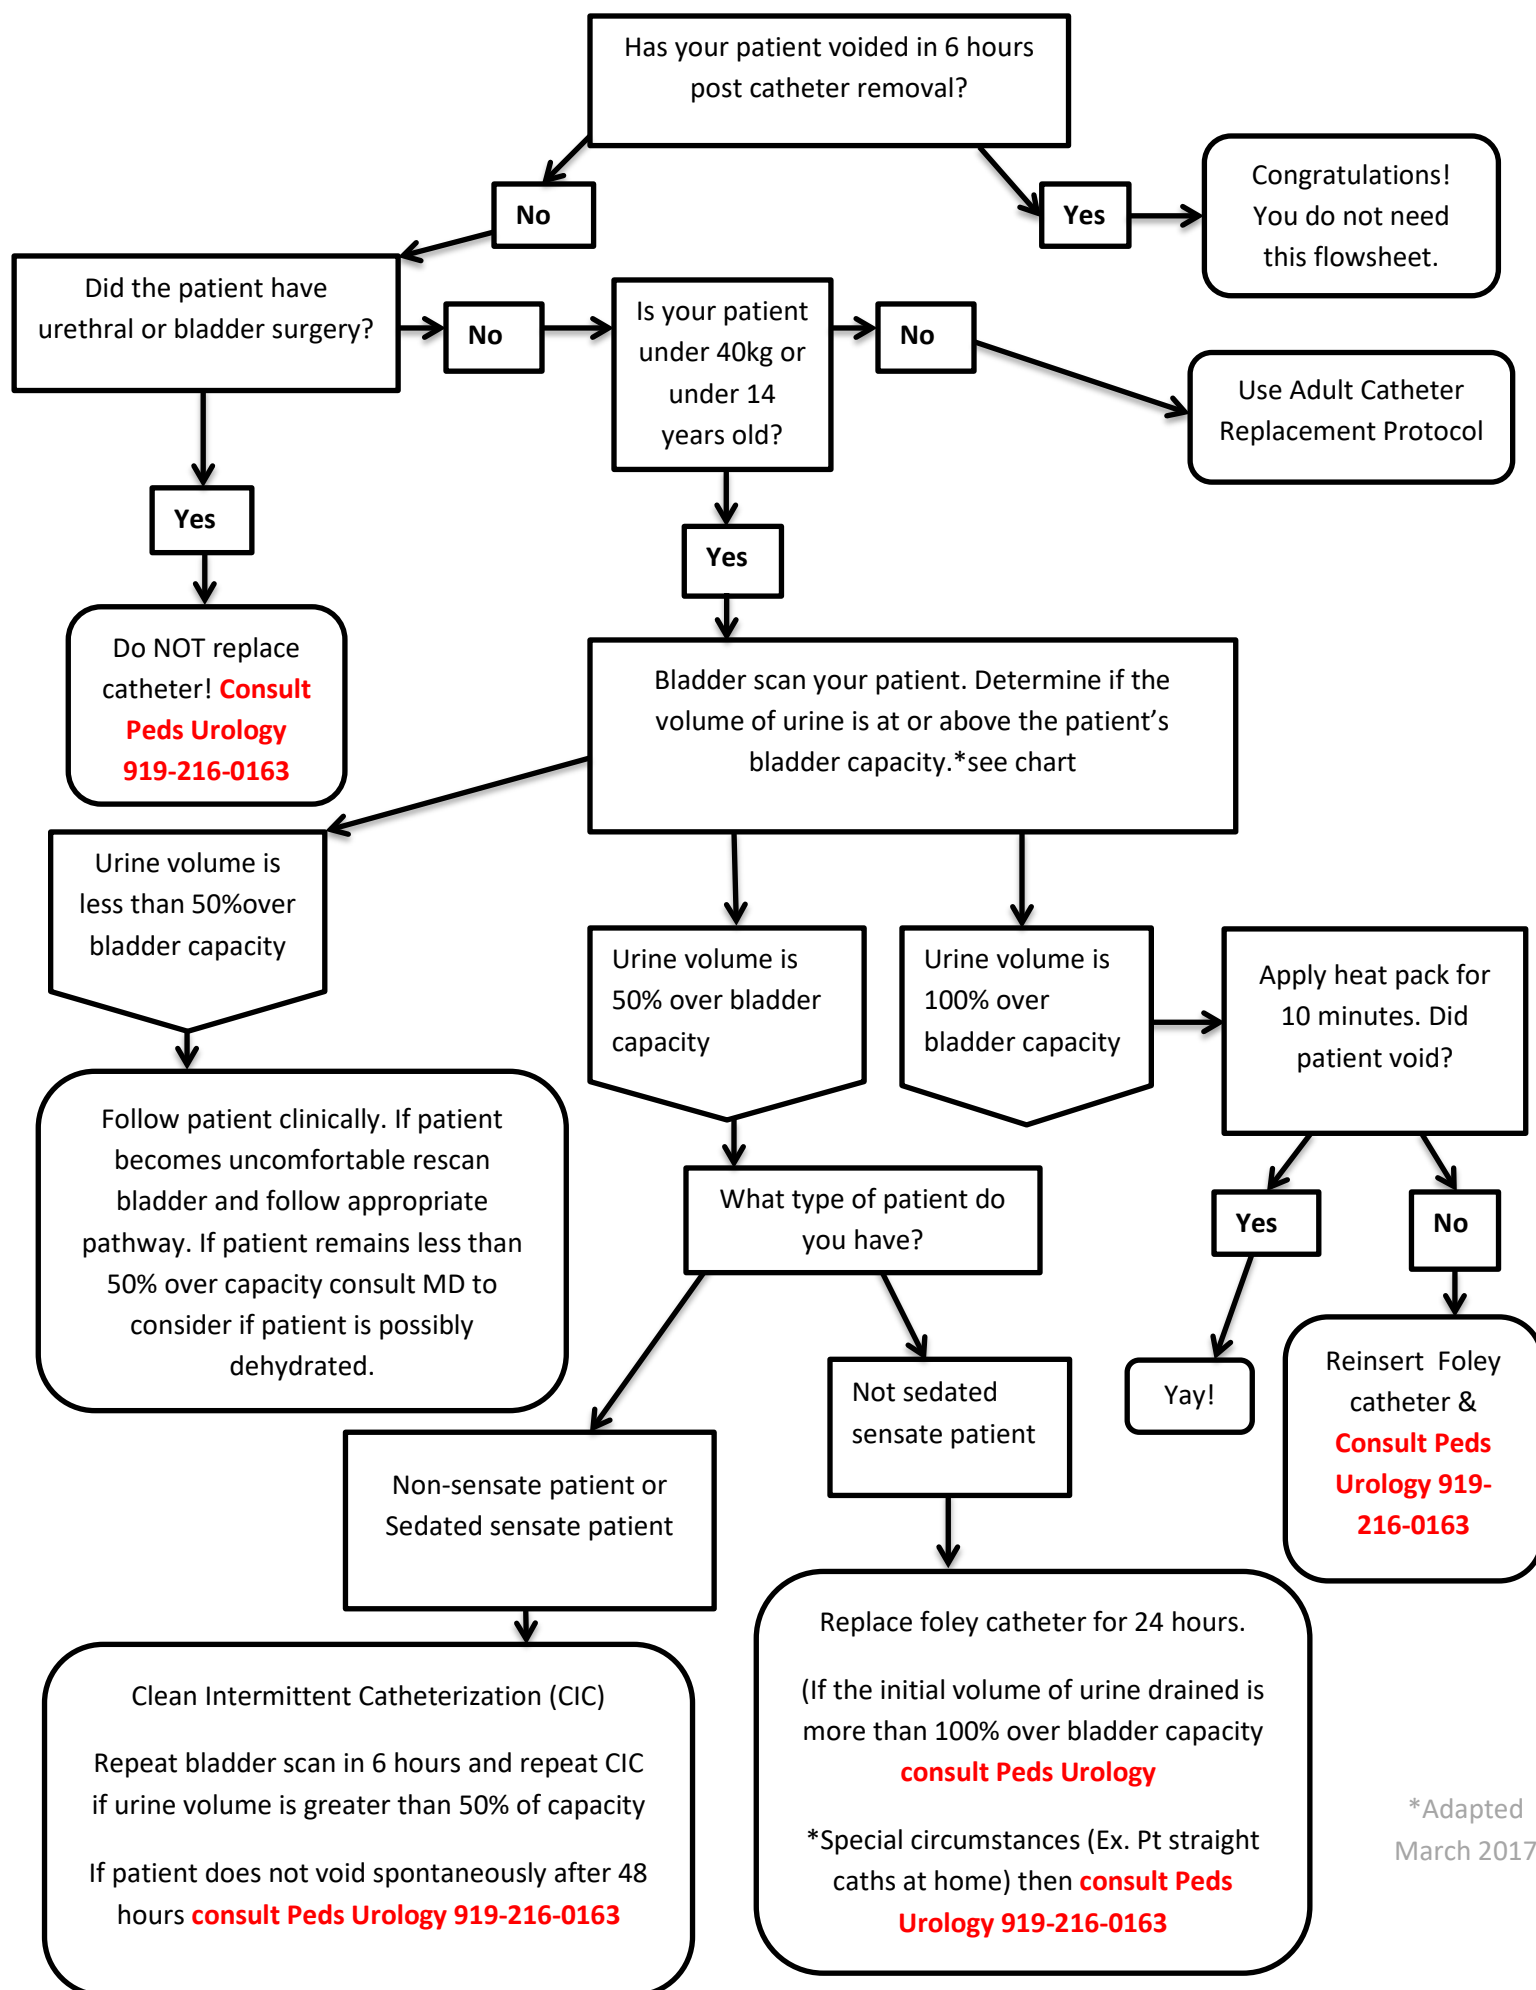 Has your patient voided in 6 hours
post catheter removal?
No
Yes
Congratulations!
You do not need
this flowsheet.
Did the patient have
urethral or bladder surgery?
No
Is your patient
under 40kg or
under 14
years old?
No
Use Adult Catheter
Replacement Protocol
Yes
Yes
Do NOT replace
catheter! Consult
Peds Urology
919-216-0163
Bladder scan your patient. Determine if the
volume of urine is at or above the patient’s
bladder capacity.*see chart
Urine volume is
less than 50%over
bladder capacity
Urine volume is
50% over bladder
capacity
Urine volume is
100% over
bladder capacity
Apply heat pack for
10 minutes. Did
patient void?
Follow patient clinically. If patient
becomes uncomfortable rescan
bladder and follow appropriate
pathway. If patient remains less than
50% over capacity consult MD to
consider if patient is possibly
dehydrated.
What type of patient do
you have?
Yes
No
Yay!
Reinsert Foley
catheter &
Consult Peds
Urology 919-
216-0163
Not sedated
sensate patient
Non-sensate patient or
Sedated sensate patient
Replace foley catheter for 24 hours.
(If the initial volume of urine drained is
more than 100% over bladder capacity
consult Peds Urology
*Special circumstances (Ex. Pt straight
caths at home) then consult Peds
Urology 919-216-0163
Clean Intermittent Catheterization (CIC)
Repeat bladder scan in 6 hours and repeat CIC
if urine volume is greater than 50% of capacity
If patient does not void spontaneously after 48
hours consult Peds Urology 919-216-0163
*Adapted
March 2017